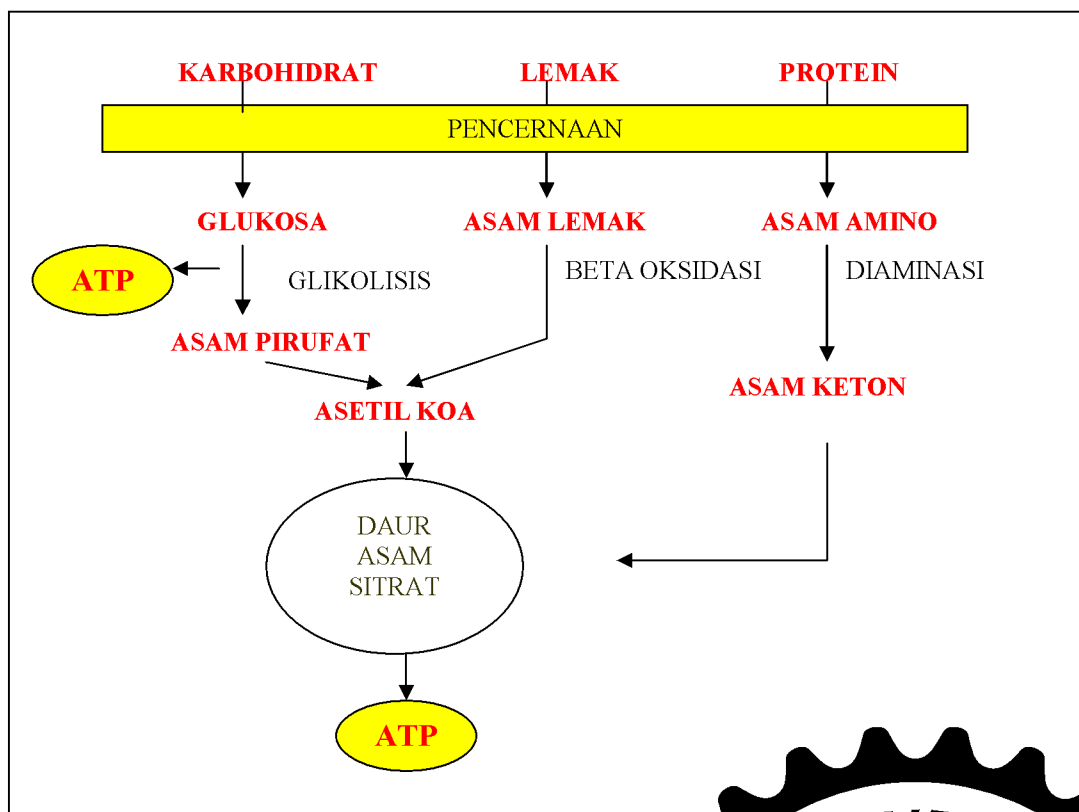 KARBOHIDRAT LEMAK PROTEIN
PENCERNAAN
GLUKOSA ASAM LEMAK ASAM AMINO
ATP GLIKOLISIS BETA OKSIDASI DIAMINASI
ASAM PIRUFAT
ASAM KETON
ASETIL KOA
DAUR
ASAM
SITRAT
ATP